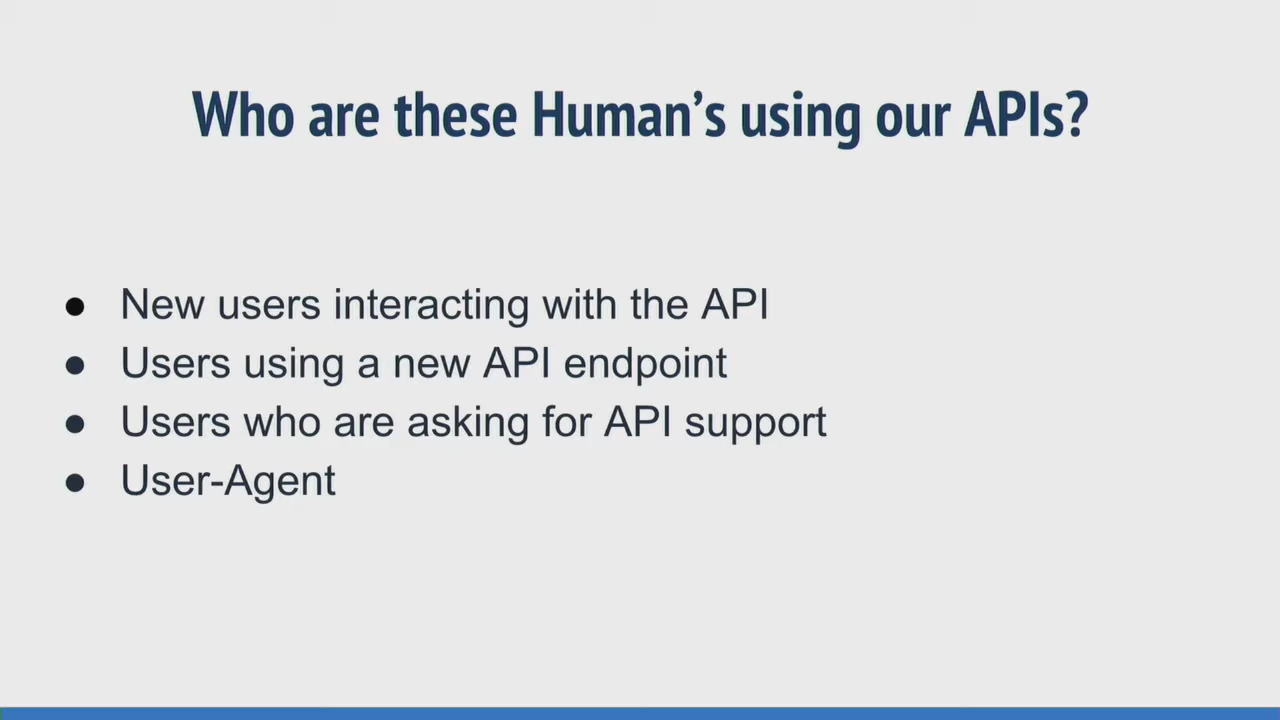 Who are these Human’s using our APIs?
● New users interacting with the API
● Users using a new API endpoint
● Users who are asking for API support
● User-Agent